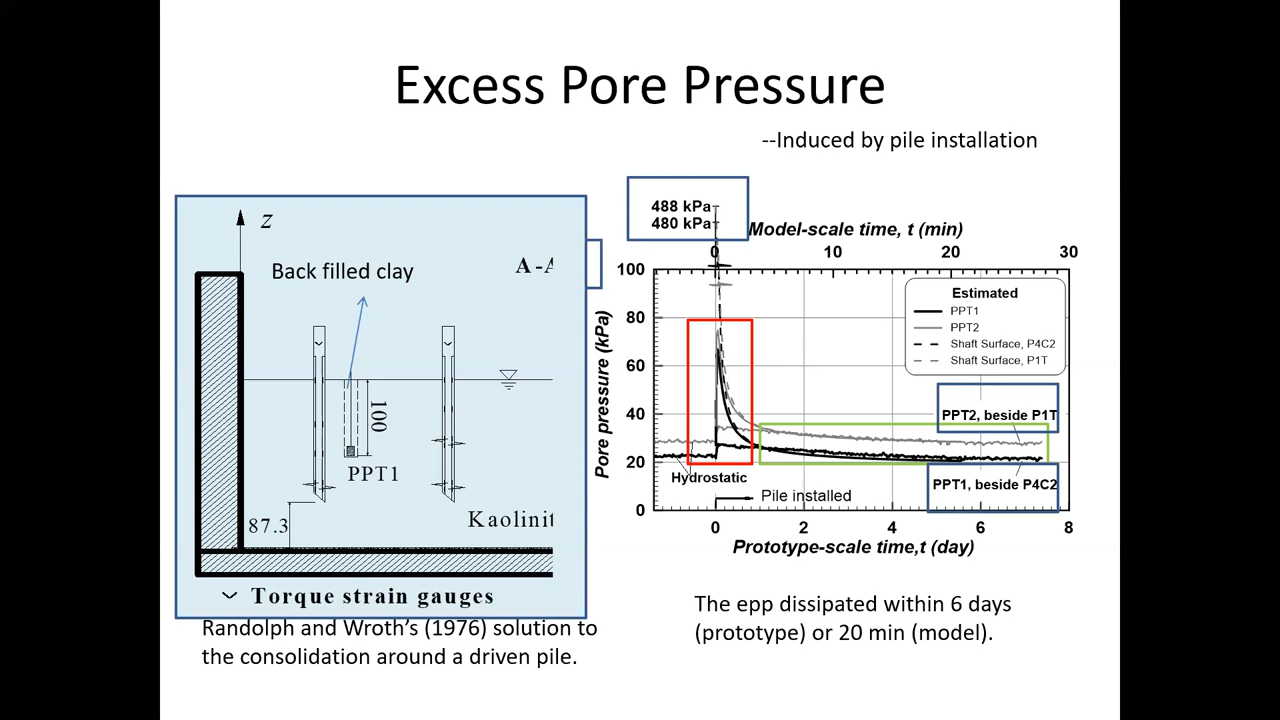 Excess Pore Pressure
--Induced by pile installation
z
Back filled clay
A-A
100
PPT1
87.3
Kaolinit
Torque strain gauges
Randolph and Wroth's (1976) solution to
the consolidation around a driven pile.
488 kPa
480 kPa
Model-scale time, t (min)
0 10 20 30
100
80
60
40
20
0
Pore pressure (kPa)
Estimated
PPT1
PPT2
Shaft Surface, P4C2
Shaft Surface, P1T
PPT2, beside P1T
Hydrostatic
PPT1, beside P4C2
Pile installed
0 2 4 6 8
Prototype-scale time,t (day)
The epp dissipated within 6 days
(prototype) or 20 min (model).